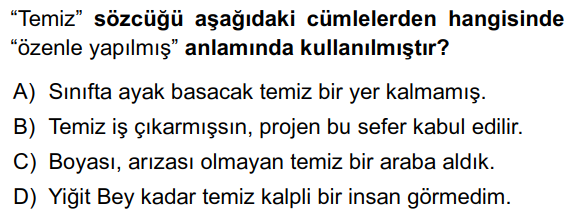 “Temiz” sözcüğü aşağıdaki cümlelerden hangisinde
“özenle yapılmış” anlamında kullanılmıştır?
A) Sınıfta ayak basacak temiz bir yer kalmamış.
B) Temiz iş çıkarmışsın, projen bu sefer kabul edilir.
C) Boyası, arızası olmayan temiz bir araba aldık.
D) Yiğit Bey kadar temiz kalpli bir insan görmedim.